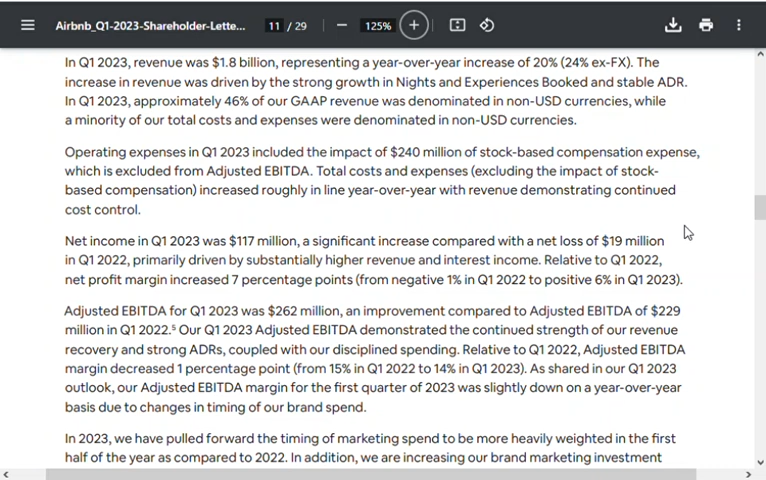 Airbnb_Q1-2023-Shareholder-Lette... 11 / 29 125%
In Q1 2023, revenue was $1.8 billion, representing a year-over-year increase of 20% (24% ex-FX). The
increase in revenue was driven by the strong growth in Nights and Experiences Booked and stable ADR.
In Q1 2023, approximately 46% of our GAAP revenue was denominated in non-USD currencies, while
a minority of our total costs and expenses were denominated in non-USD currencies.
Operating expenses in Q1 2023 included the impact of $240 million of stock-based compensation expense,
which is excluded from Adjusted EBITDA. Total costs and expenses (excluding the impact of stock-
based compensation) increased roughly in line year-over-year with revenue demonstrating continued
cost control.
Net income in Q1 2023 was $117 million, a significant increase compared with a net loss of $19 million
in Q1 2022, primarily driven by substantially higher revenue and interest income. Relative to Q1 2022,
net profit margin increased 7 percentage points (from negative 1% in Q1 2022 to positive 6% in Q1 2023).
Adjusted EBITDA for Q1 2023 was $262 million, an improvement compared to Adjusted EBITDA of $229
million in Q1 2022.⁵ Our Q1 2023 Adjusted EBITDA demonstrated the continued strength of our revenue
recovery and strong ADRs, coupled with our disciplined spending. Relative to Q1 2022, Adjusted EBITDA
margin decreased 1 percentage point (from 15% in Q1 2022 to 14% in Q1 2023). As shared in our Q1 2023
outlook, our Adjusted EBITDA margin for the first quarter of 2023 was slightly down on a year-over-year
basis due to changes in timing of our brand spend.
In 2023, we have pulled forward the timing of marketing spend to be more heavily weighted in the first
half of the year as compared to 2022. In addition, we are increasing our brand marketing investment